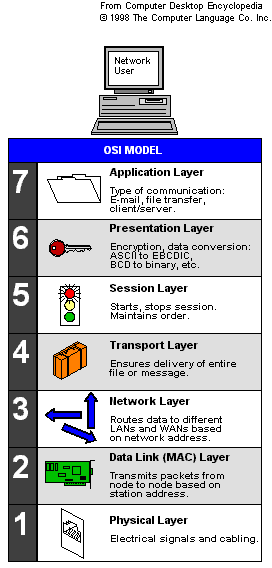 From Computer Desktop Encyclopedia
© 1998 The Computer Language Co. Inc.
Network
User
OSI MODEL
7
Application Layer
Type of communication:
E-mail, file transfer,
client/server.
6
Presentation Layer
Encryption, data conversion:
ASCII to EBCDIC,
BCD to binary, etc.
5
Session Layer
Starts, stops session.
Maintains order.
4
Transport Layer
Ensures delivery of entire
file or message.
3
Network Layer
Routes data to different
LANs and WANs based
on network address.
2
Data Link (MAC) Layer
Transmits packets from
node to node based on
station address.
1
Physical Layer
Electrical signals and cabling.